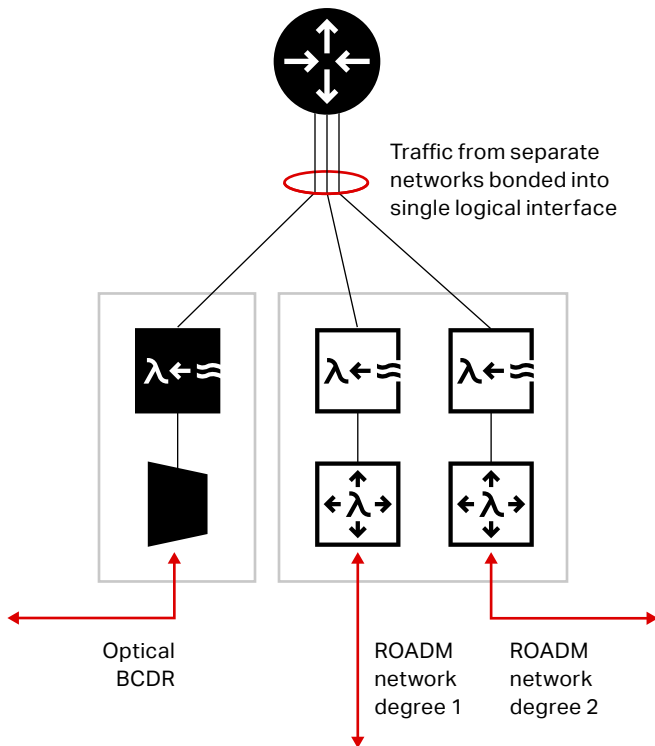 Traffic from separate
networks bonded into
single logical interface
λ
λ
λ
λ
λ
Optical
BCDR
ROADM
network
degree 1
ROADM
network
degree 2